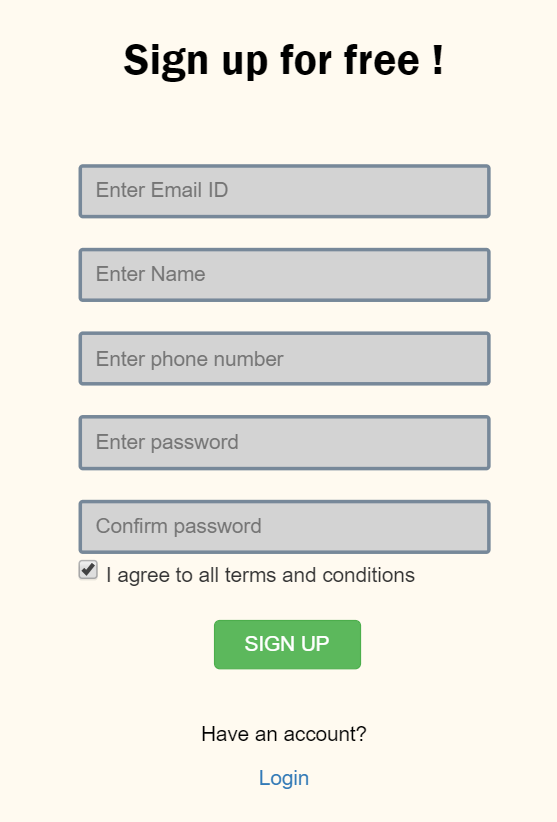 Sign up for free !
Enter Email ID
Enter Name
Enter phone number
Enter password
Confirm password
I agree to all terms and conditions
SIGN UP
Have an account?
Login